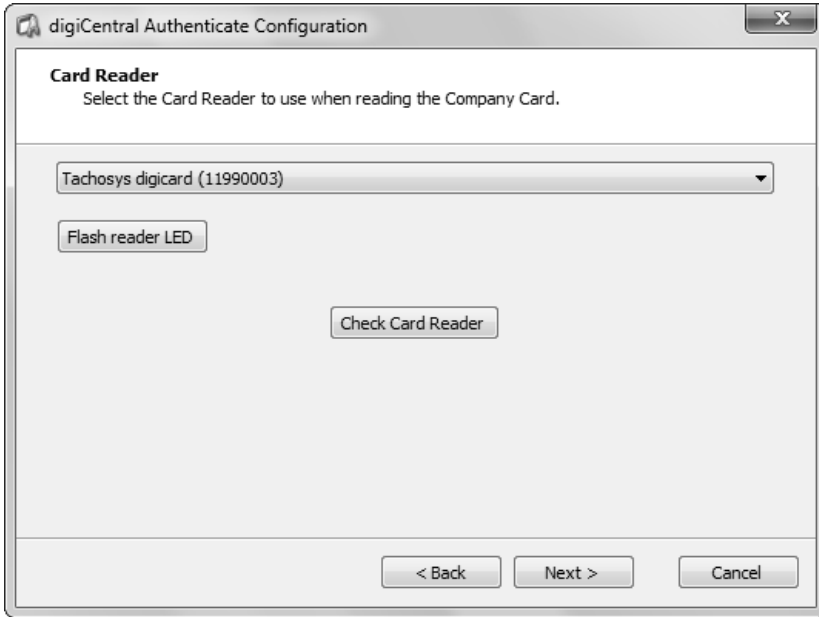 digiCentral Authenticate Configuration
Card Reader
Select the Card Reader to use when reading the Company Card.
Tachosys digicard (11990003)
Flash reader LED
Check Card Reader
< Back Next > Cancel